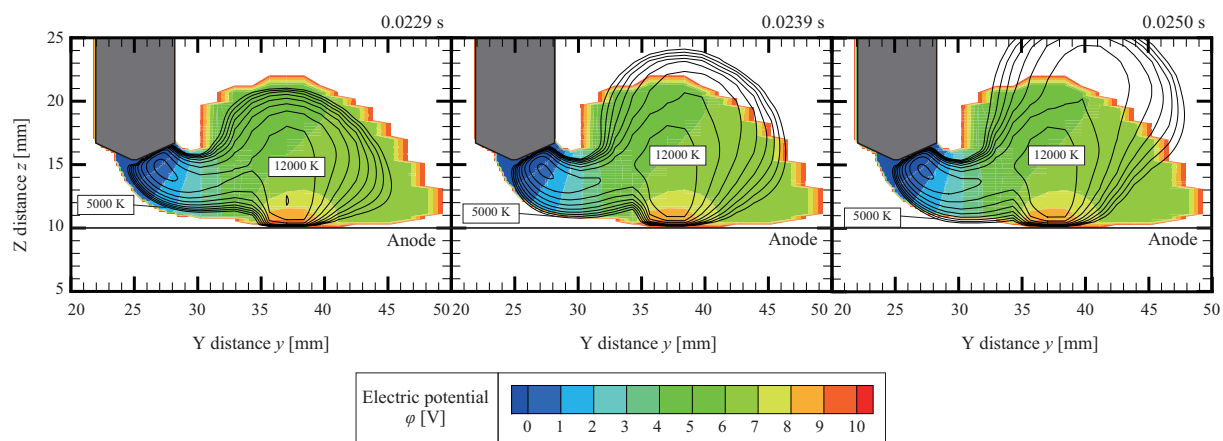 0.0229 s 0.0239 s 0.0250 s
25
20
15
10
5
Z distance z [mm]
12000 K 12000 K 12000 K
5000 K 5000 K 5000 K
Anode Anode Anode
20 25 30 35 40 45 50 20 25 30 35 40 45 50 20 25 30 35 40 45 50
Y distance y [mm] Y distance y [mm] Y distance y [mm]
Electric potential
φ [V]
0 1 2 3 4 5 6 7 8 9 10